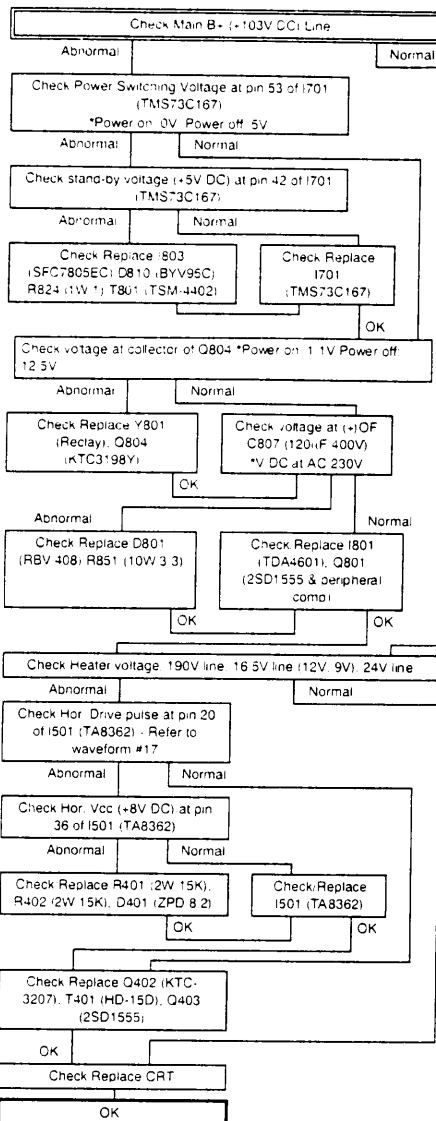 Check Main B+ (+103V DC) Line
Abnormal
Normal
Check Power Switching Voltage at pin 53 of I701
(TMS73C167)
*Power on: 0V Power off: 5V
Abnormal
Normal
Check stand-by voltage (+5V DC) at pin 42 of I701
(TMS73C167)
Abnormal
Normal
Check Replace I803
(SFC7805EC) D810 (BYV95C)
R824 (1W 1) T801 (TSM-4402)
Check Replace
I701
(TMS73C167)
OK
Check voltage at collector of Q804 *Power on: 1.1V Power off:
12.5V
Abnormal
Normal
Check Replace Y801
(Reclay), Q804
(KTC3198Y)
Check voltage at (+)OF
C807 (120uF 400V)
*V DC at AC 230V
OK
Abnormal
Normal
Check Replace D801
(RBV 408) R851 (10W 3.3)
Check Replace I801
(TDA4601), Q801
(2SD1555 & peripheral
comp)
OK
OK
Check Heater voltage, 190V line, 16.5V line (12V, 9V), 24V line
Abnormal
Normal
Check Hor. Drive pulse at pin 20
of I501 (TA8362) - Refer to
waveform #17
Abnormal
Normal
Check Hor. Vcc (+8V DC) at pin
36 of I501 (TA8362)
Abnormal
Normal
Check Replace R401 (2W 15K),
R402 (2W 15K), D401 (ZPD 8.2)
Check/Replace
I501 (TA8362)
OK
OK
Check Replace Q402 (KTC-
3207), T401 (HD-15D), Q403
(2SD1555)
OK
Check Replace CRT
OK